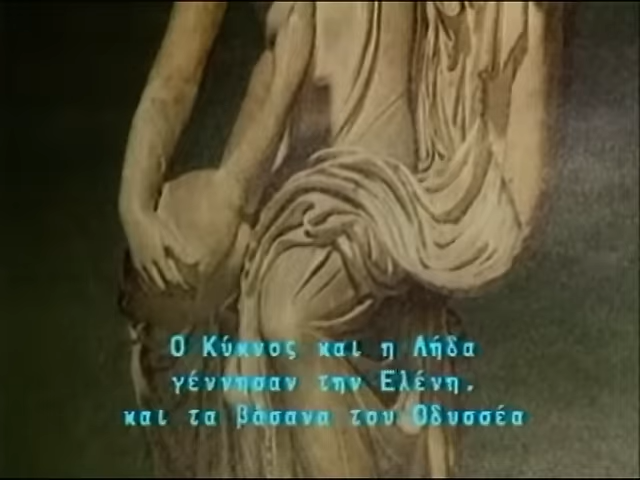 Ο Κύκνος και η Λήδα
γέννησαν την Ελένη.
και τα βάσανα του Οδυσσέα